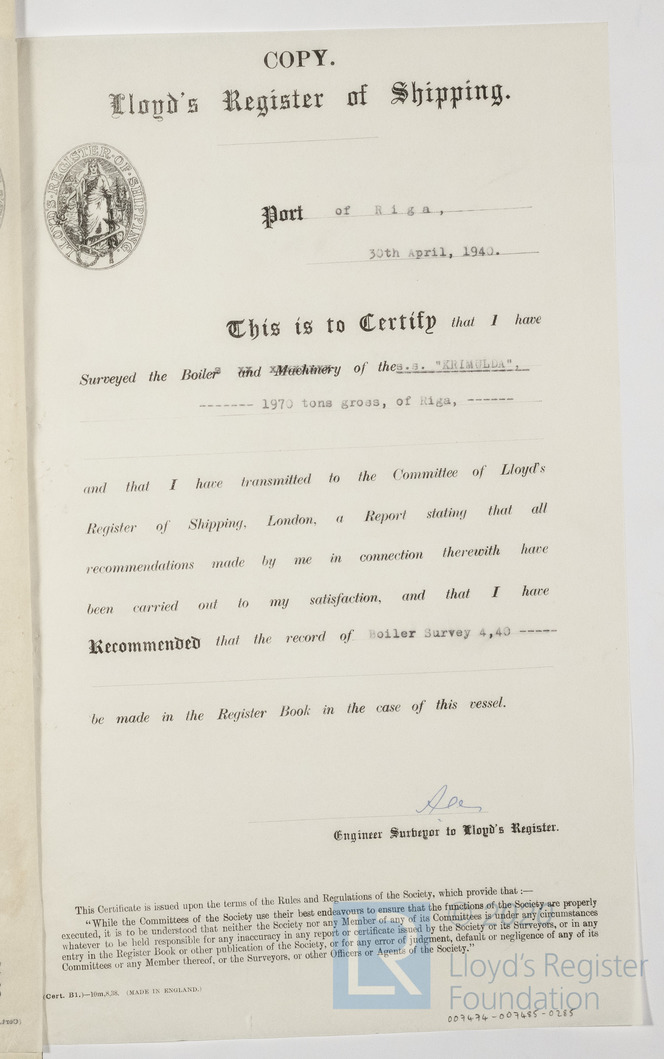 COPY.
Lloyd's Register of Shipping.
LLOYD'S·REGISTER·OF·SHIPPING
Port of Riga,
30th April, 1940.
This is to Certify that I have
Surveyed the Boilers and Machinery of the s.s. "KRIMULDA",
------- 1970 tons gross, of Riga, ------
and that I have transmitted to the Committee of Lloyd's
Register of Shipping, London, a Report stating that all
recommendations made by me in connection therewith have
been carried out to my satisfaction, and that I have
Recommended that the record of Boiler Survey 4,40 -----
be made in the Register Book in the case of this vessel.
Engineer Surveyor to Lloyd's Register.
This Certificate is issued upon the terms of the Rules and Regulations of the Society, which provide that :—
"While the Committees of the Society use their best endeavours to ensure that the functions of the Society are properly
executed, it is to be understood that neither the Society nor any Member of any of its Committees is under any circumstances
whatever to be held responsible for any inaccuracy in any report or certificate issued by the Society or its Surveyors, or in any
entry in the Register Book or other publication of the Society, or for any error of judgment, default or negligence of any of its
Committees or any Member thereof, or the Surveyors, or other Officers or Agents of the Society."
(Cert. B1.)—10m,8,38. (MADE IN ENGLAND.)
LR
Lloyd's Register
Foundation
007474-007485-0285